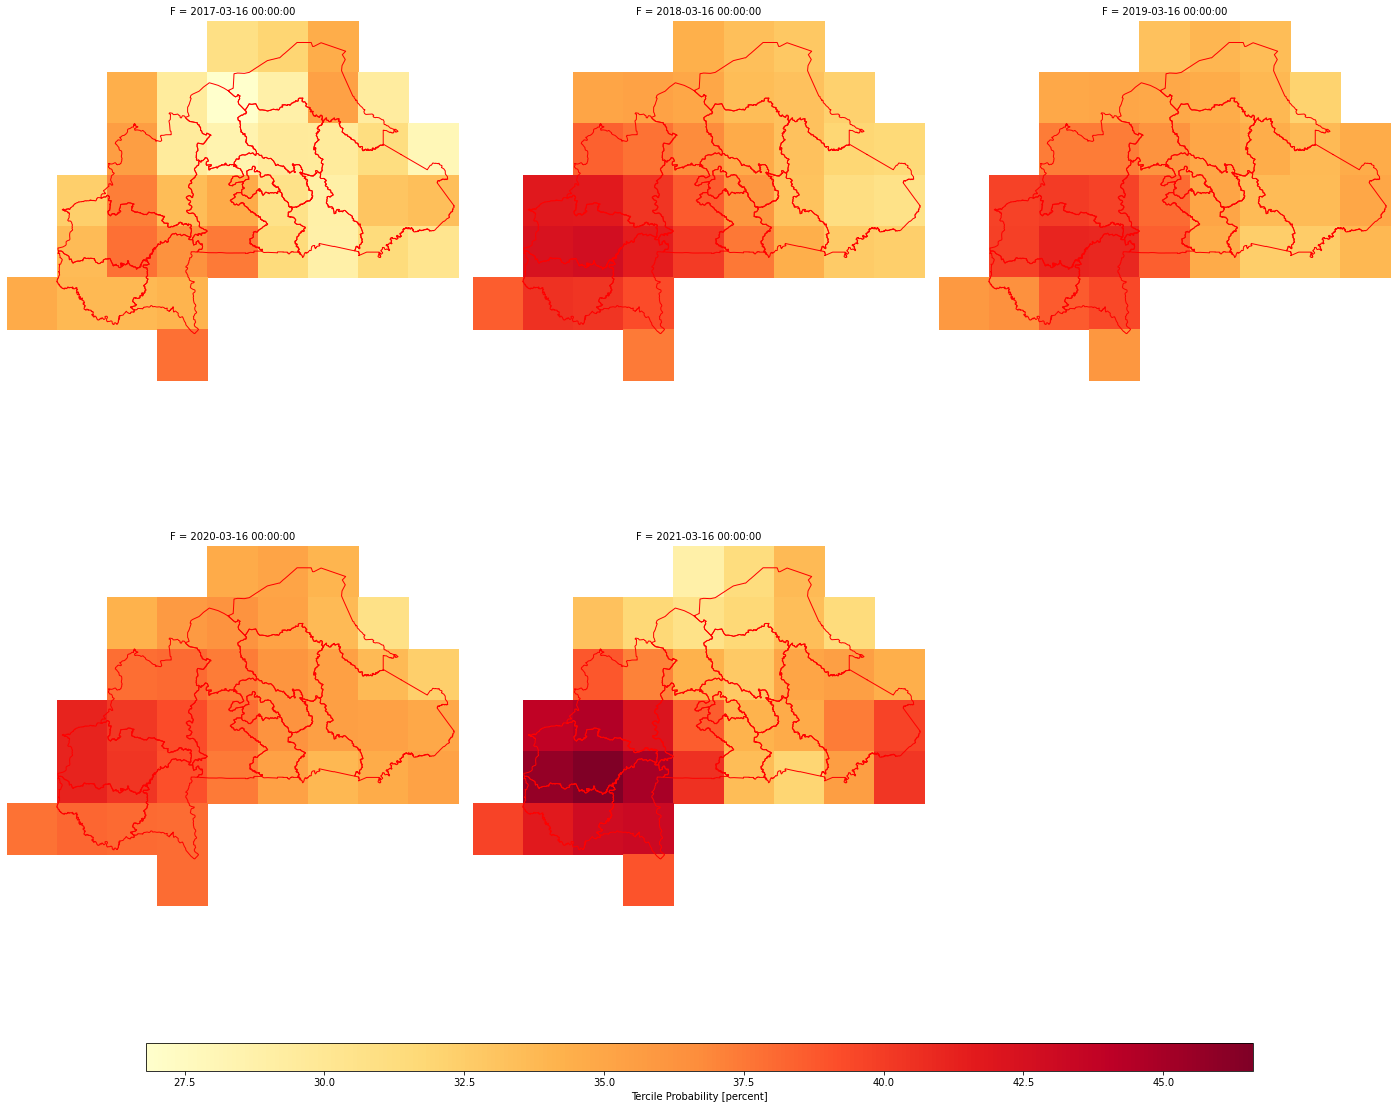 F = 2017-03-16 00:00:00
F = 2018-03-16 00:00:00
F = 2019-03-16 00:00:00
F = 2020-03-16 00:00:00
F = 2021-03-16 00:00:00
27.5 30.0 32.5 35.0 37.5 40.0 42.5 45.0
Tercile Probability [percent]